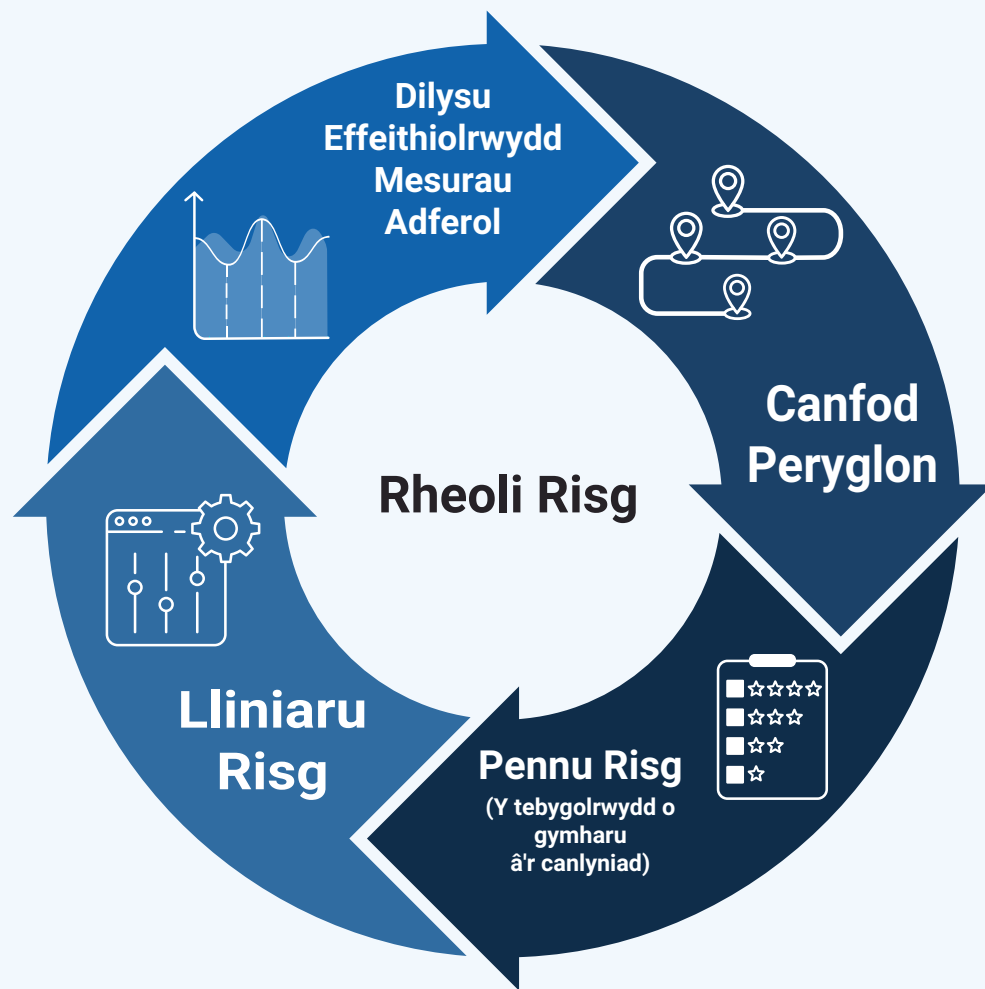 Dilysu
Effeithiolrwydd
Mesurau
Adferol
Canfod
Peryglon
Rheoli Risg
Lliniaru
Risg
Pennu Risg
(Y tebygolrwydd o
gymharu
â'r canlyniad)